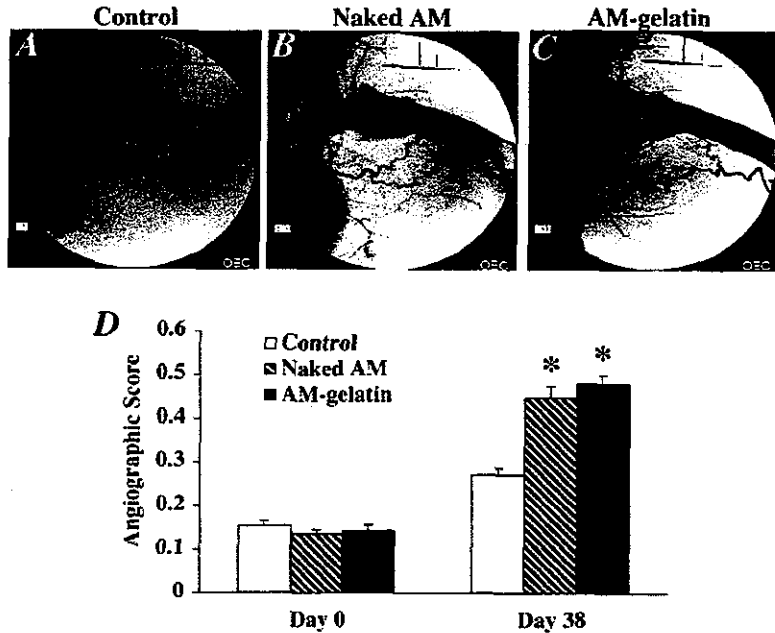 Control Naked AM AM-gelatin
A B C
OEC OEC OEC
D
0.6
0.5
0.4
0.3
0.2
0.1
0
Angiographic Score
Control
Naked AM
AM-gelatin
* *
Day 0 Day 38